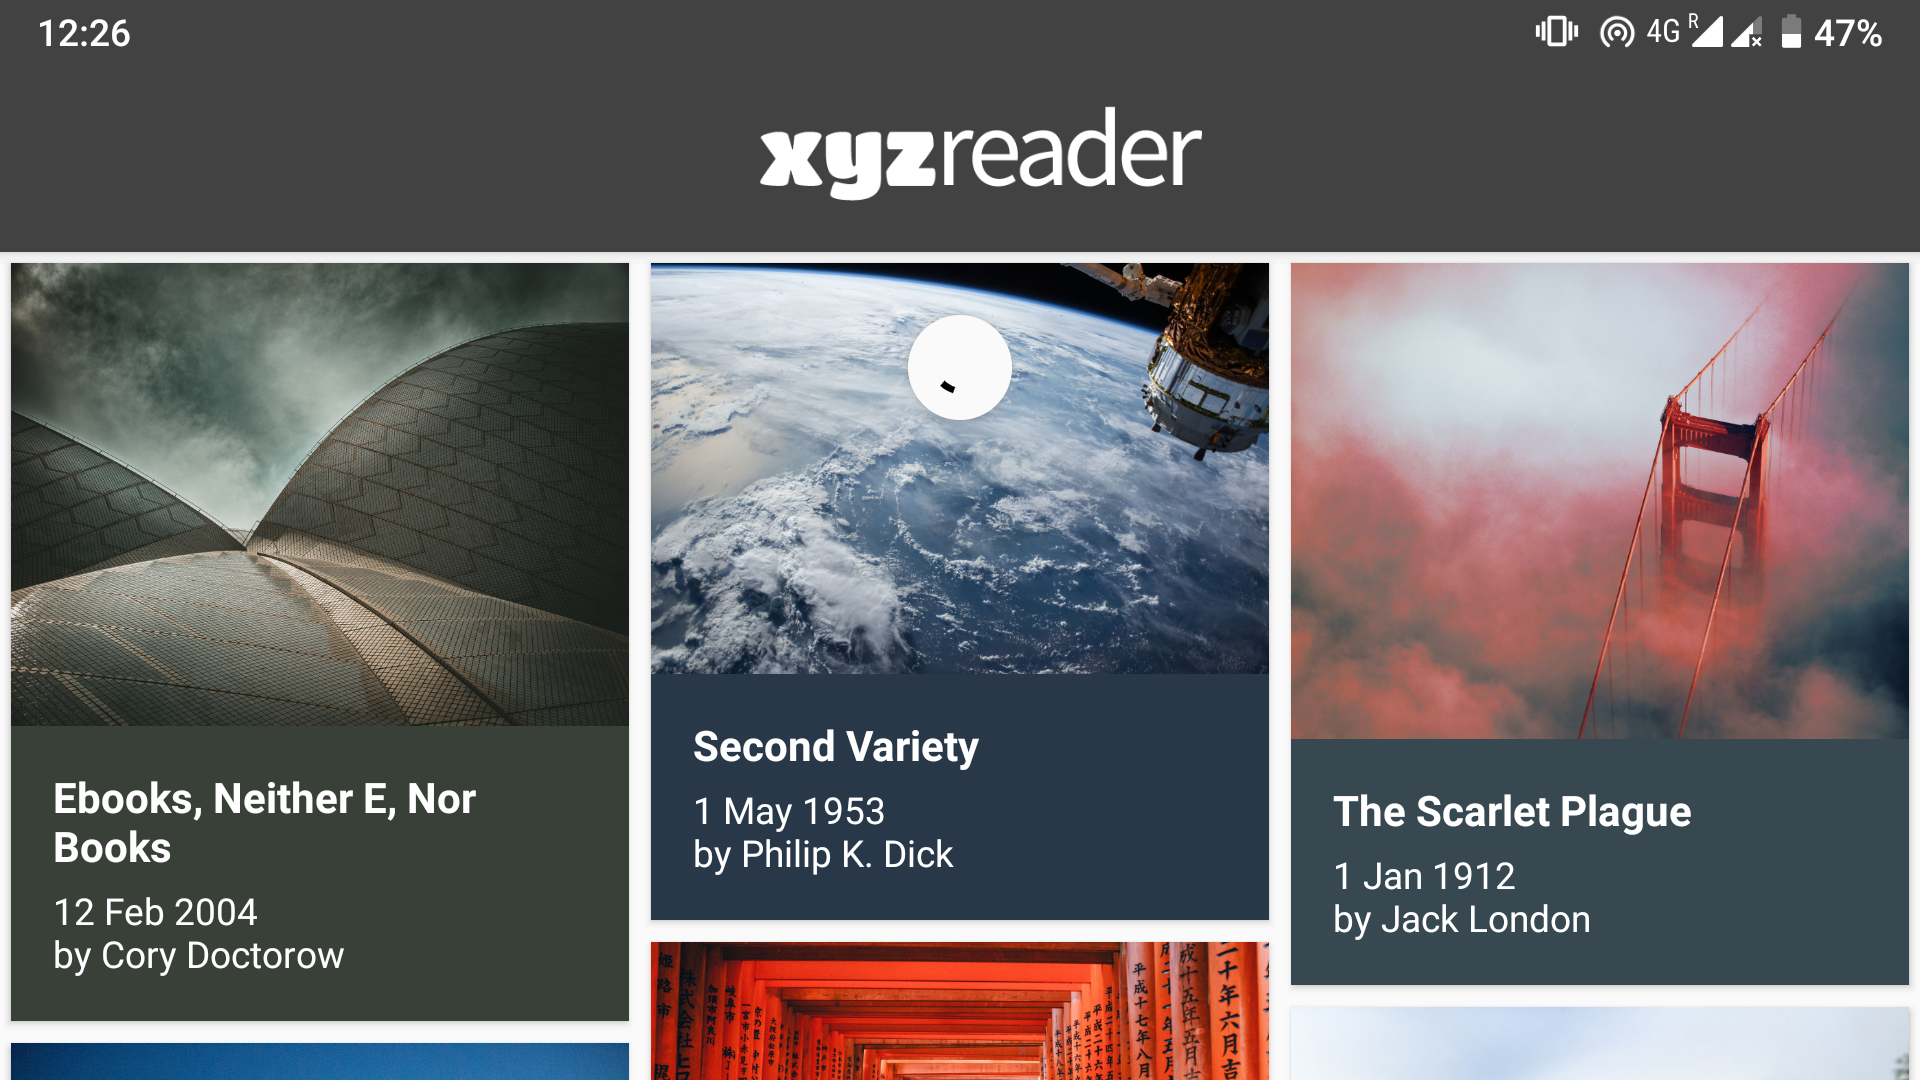 12:26
4G R 47%
xyzreader
Ebooks, Neither E, Nor
Books
12 Feb 2004
by Cory Doctorow
Second Variety
1 May 1953
by Philip K. Dick
The Scarlet Plague
1 Jan 1912
by Jack London